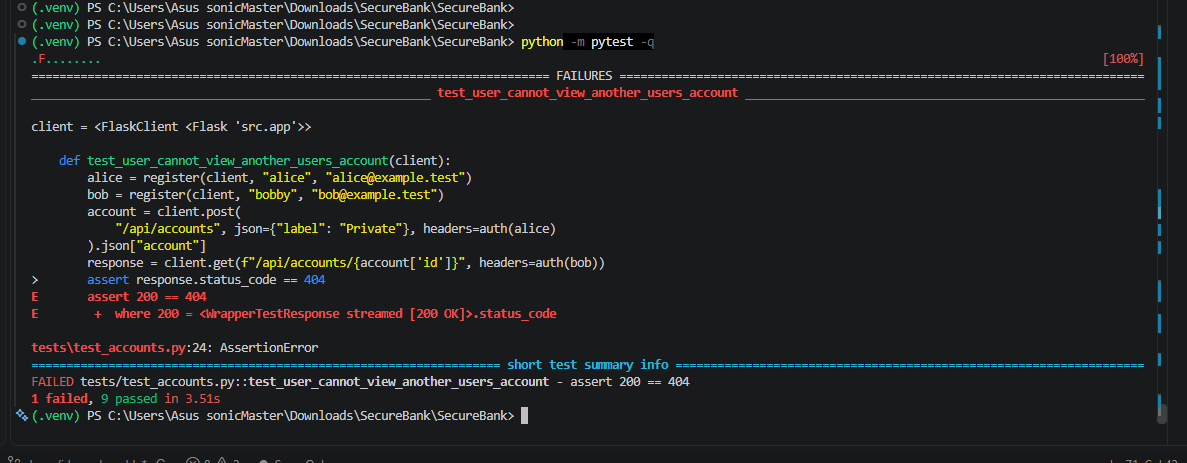 (.venv) PS C:\Users\Asus sonicMaster\Downloads\SecureBank\SecureBank>
(.venv) PS C:\Users\Asus sonicMaster\Downloads\SecureBank\SecureBank>
(.venv) PS C:\Users\Asus sonicMaster\Downloads\SecureBank\SecureBank> python -m pytest -q
.F........ [100%]
=================================== FAILURES ===================================
___________________ test_user_cannot_view_another_users_account ___________________
client = <FlaskClient <Flask 'src.app'>>
    def test_user_cannot_view_another_users_account(client):
        alice = register(client, "alice", "alice@example.test")
        bob = register(client, "bobby", "bob@example.test")
        account = client.post(
            "/api/accounts", json={"label": "Private"}, headers=auth(alice)
        ).json["account"]
        response = client.get(f"/api/accounts/{account['id']}", headers=auth(bob))
>       assert response.status_code == 404
E       assert 200 == 404
E        +  where 200 = <WrapperTestResponse streamed [200 OK]>.status_code
tests\test_accounts.py:24: AssertionError
=========================== short test summary info ===========================
FAILED tests/test_accounts.py::test_user_cannot_view_another_users_account - assert 200 == 404
1 failed, 9 passed in 3.51s
(.venv) PS C:\Users\Asus sonicMaster\Downloads\SecureBank\SecureBank>